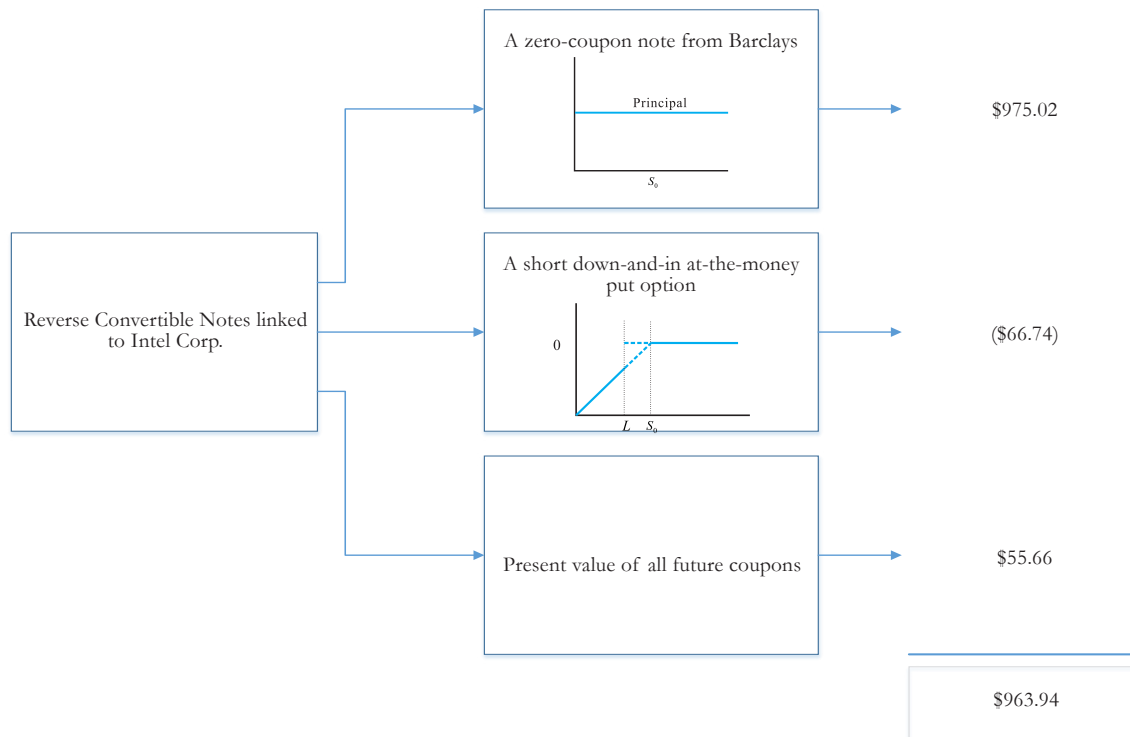 A zero-coupon note from Barclays
Principal
S₀
$975.02
Reverse Convertible Notes linked
to Intel Corp.
A short down-and-in at-the-money
put option
0
L S₀
($66.74)
Present value of all future coupons
$55.66
$963.94